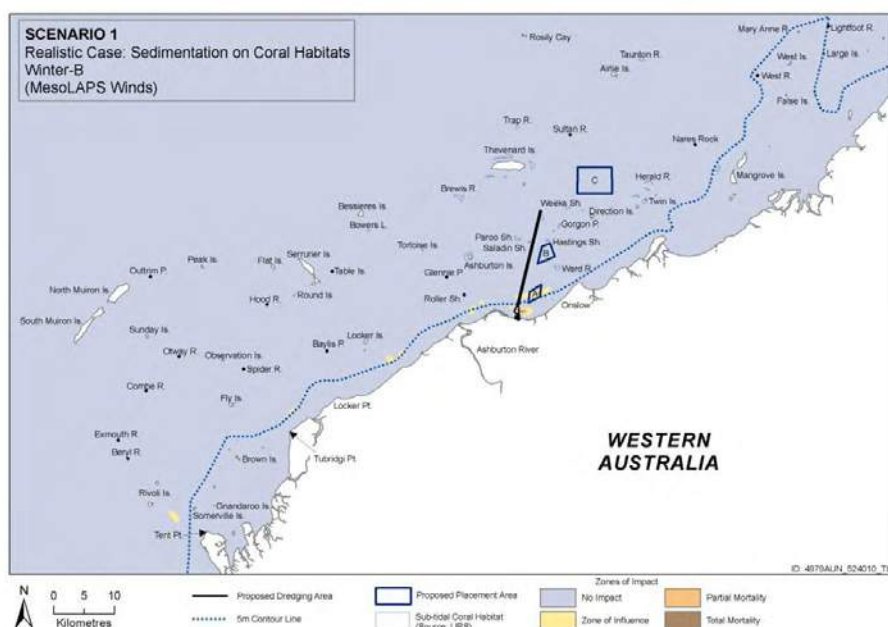 SCENARIO 1
Realistic Case: Sedimentation on Coral Habitats
Winter-B
(MesoLAPS Winds)
Rosily Cay
Mary Anne R.
Lightfoot R.
Taunton R.
Airlie Is.
West Is.
Large Is.
West R.
False Is.
Trap R.
Sultan R.
Nares Rock
Thevenard Is.
C
Herald R.
Mangrove Is.
Brewis R.
Twin Is.
Weeks Sh.
Bessieres Is.
Direction Is.
Bowers L.
Gorgon P.
Paroo Sh.
Hastings Sh.
Tortoise Is.
Saladin Sh.
B
Serrurier Is.
Peak Is.
Flat Is.
Table Is.
Ashburton Is.
Ward R.
Outtrim P.
Glennie P.
North Muiron Is.
Round Is.
Roller Sh.
A
Hood R.
Onslow
South Muiron Is.
Sunday Is.
Locker Is.
Baylis P.
Ashburton River
Otway R.
Observation Is.
Spider R.
Combe R.
Fly Is.
Locker Pt.
WESTERN
AUSTRALIA
Exmouth R.
Beryl R.
Brown Is.
Tubridgi Pt.
Rivoli Is.
Onandaroo Is.
Somerville Is.
Tent Pt.
N
0 5 10
Kilometres
Proposed Dredging Area
5m Contour Line
Proposed Placement Area
Sub-tidal Coral Habitat
Zones of Impact
No Impact
Zone of Influence
Partial Mortality
Total Mortality